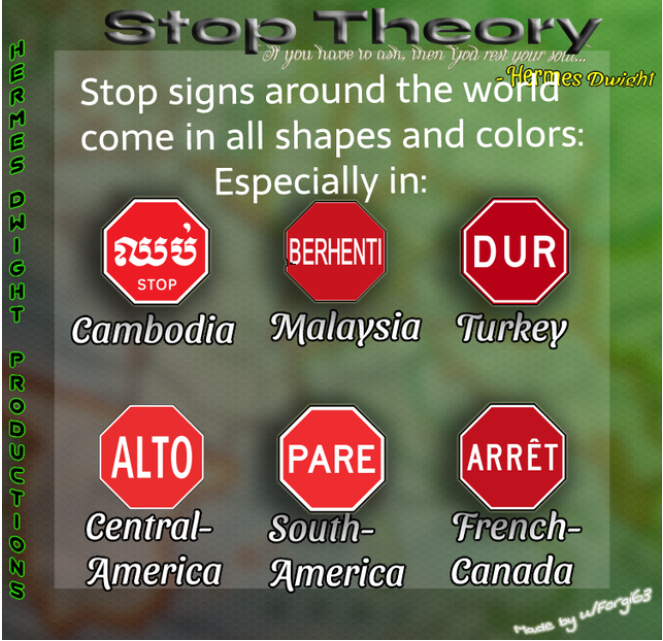 Stop Theory
If you have to ask, then God rest your soul...
- Hermes Dwight
HERMES DWIGHT PRODUCTIONS
Stop signs around the world
come in all shapes and colors:
Especially in:
ឈប់
STOP
Cambodia
BERHENTI
Malaysia
DUR
Turkey
ALTO
Central-
America
PARE
South-
America
ARRÊT
French-
Canada
Made by u/Forgi63